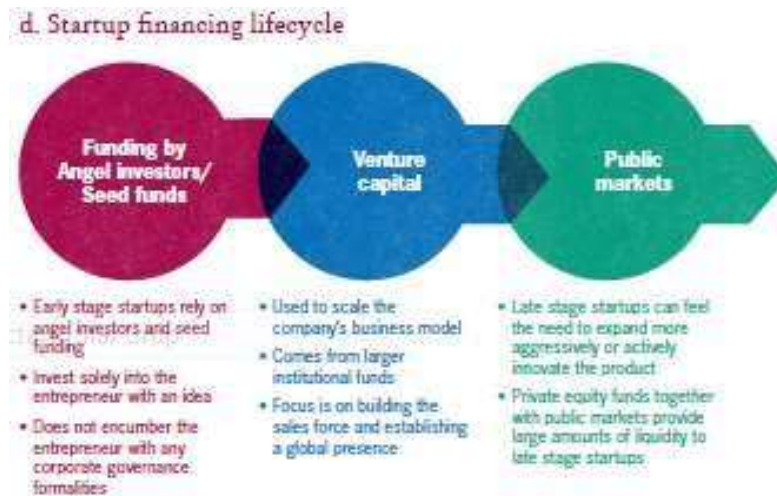 d. Startup financing lifecycle
Funding by
Angel investors/
Seed funds
Venture
capital
Public
markets
• Early stage startups rely on
angel investors and seed
funding
• Invest solely into the
entrepreneur with an idea
• Does not encumber the
entrepreneur with any
corporate governance
formalities
• Used to scale the
company's business model
• Comes from larger
institutional funds
• Focus is on building the
sales force and establishing
a global presence
• Late stage startups can feel
the need to expand more
aggressively or actively
innovate the product
• Private equity funds together
with public markets provide
large amounts of liquidity to
late stage startups